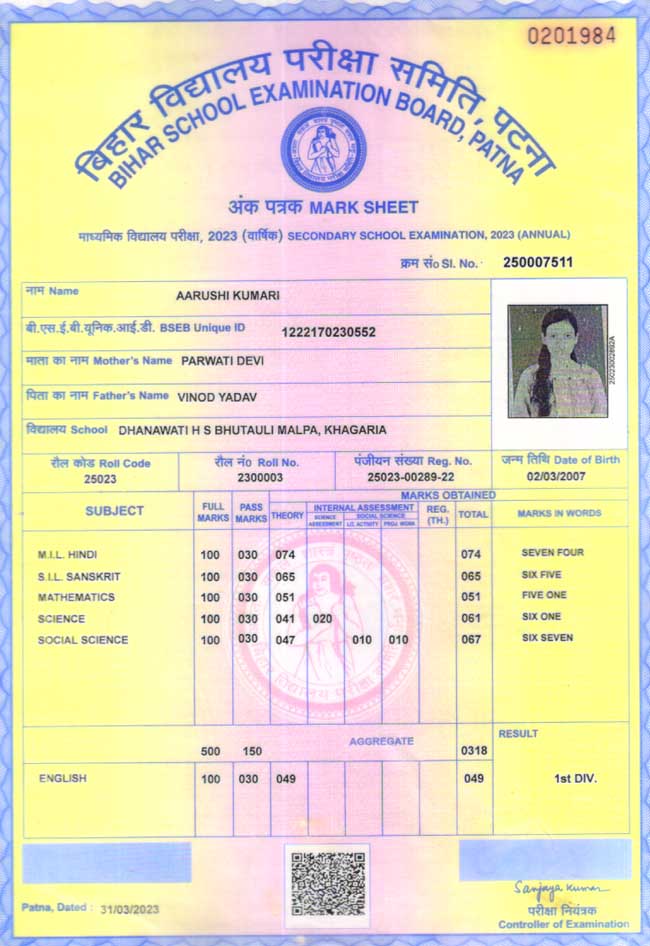 0201984
बिहार विद्यालय परीक्षा समिति, पटना
BIHAR SCHOOL EXAMINATION BOARD, PATNA
अंक पत्रक MARK SHEET
माध्यमिक विद्यालय परीक्षा, 2023 (वार्षिक) SECONDARY SCHOOL EXAMINATION, 2023 (ANNUAL)
क्रम सं० Sl. No. 250007511
नाम Name AARUSHI KUMARI
बी.एस.ई.बी.यूनिक.आई.डी. BSEB Unique ID 1222170230552
माता का नाम Mother's Name PARWATI DEVI
पिता का नाम Father's Name VINOD YADAV
विद्यालय School DHANAWATI H S BHUTAULI MALPA, KHAGARIA
25023002892A
रौल कोड Roll Code रौल नं० Roll No. पंजीयन संख्या Reg. No. जन्म तिथि Date of Birth
25023 2300003 25023-00289-22 02/03/2007
MARKS OBTAINED
SUBJECT FULL MARKS PASS MARKS THEORY INTERNAL ASSESSMENT REG. (TH.) TOTAL MARKS IN WORDS
SCIENCE ASSESSMENT SOCIAL SCIENCE LIT. ACTIVITY PROJ. WORK
M.I.L. HINDI 100 030 074 074 SEVEN FOUR
S.I.L. SANSKRIT 100 030 065 065 SIX FIVE
MATHEMATICS 100 030 051 051 FIVE ONE
SCIENCE 100 030 041 020 061 SIX ONE
SOCIAL SCIENCE 100 030 047 010 010 067 SIX SEVEN
बिहार विद्यालय परीक्षा
AGGREGATE RESULT
500 150 0318
ENGLISH 100 030 049 049 1st DIV.
Sanjaya Kumar
Patna, Dated : 31/03/2023
परीक्षा नियंत्रक
Controller of Examination